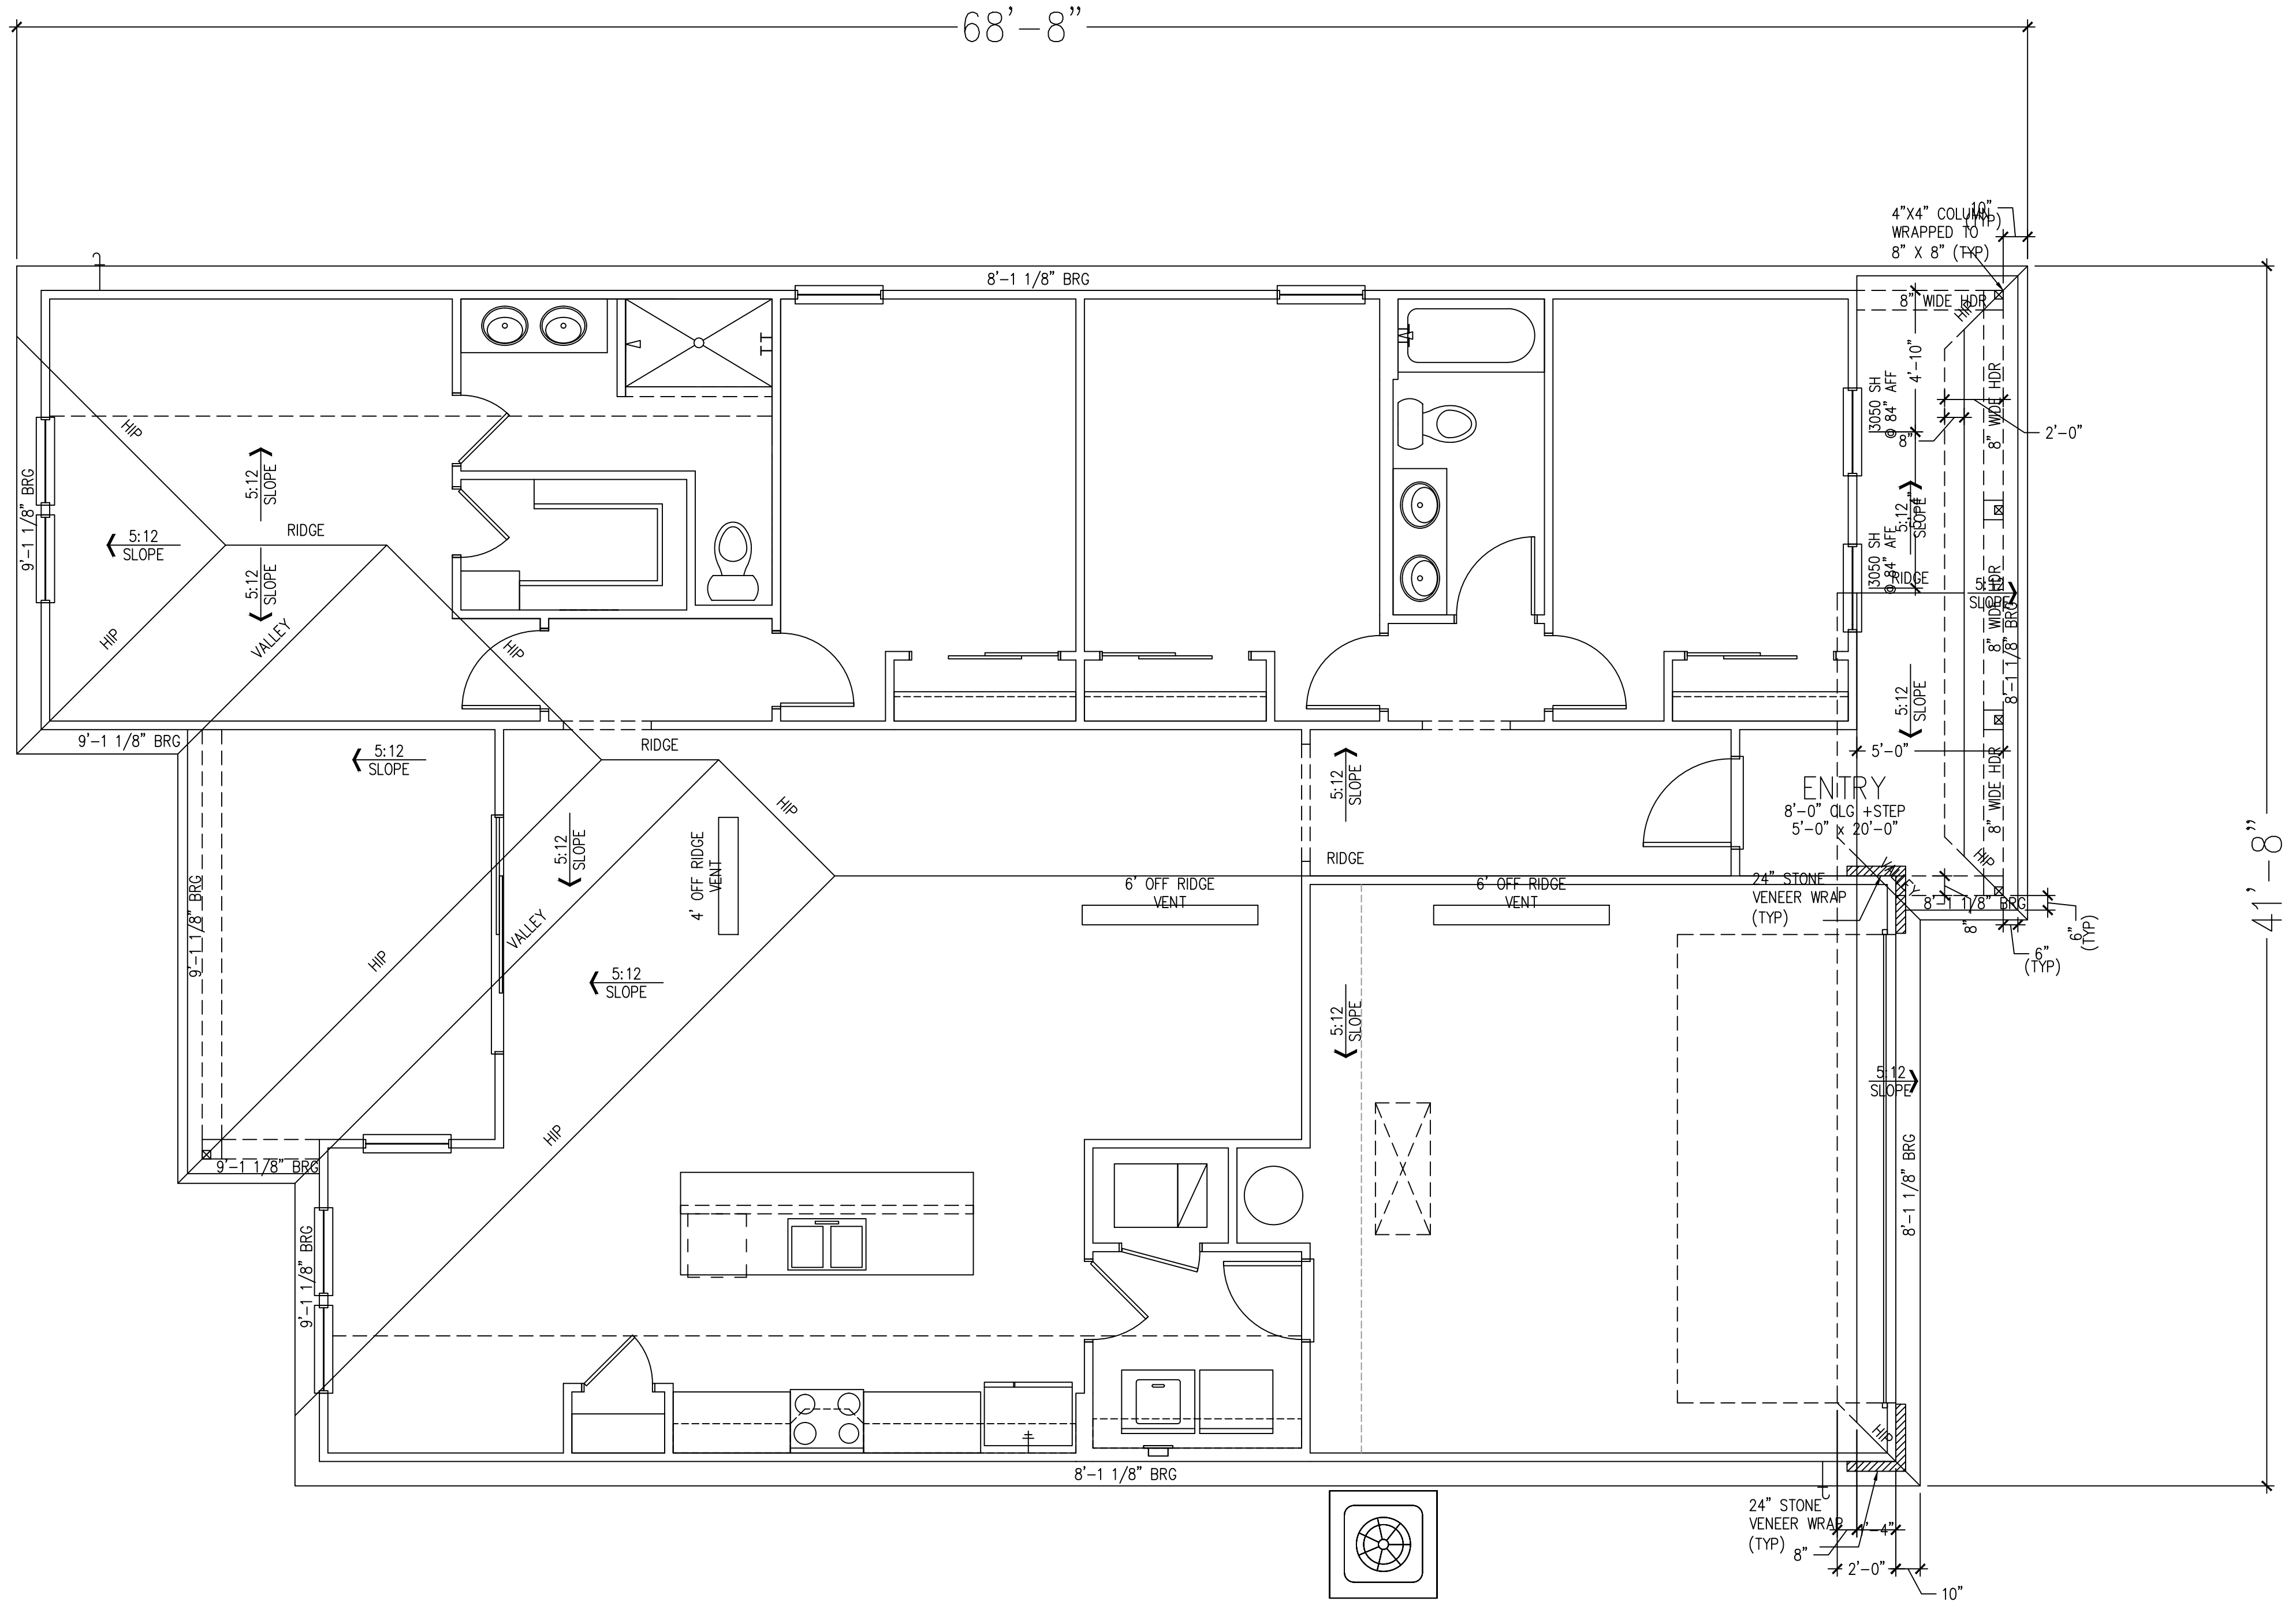 68'-8"
10"
(TYP)
4"X4" COLUMN
WRAPPED TO
8" X 8" (TYP)
8'-1 1/8" BRG
8" WIDE HDR
HIP
4'-10"
3050 SH
@ 84" AFF
8"
8" WIDE HDR
2'-0"
HIP
9'-1 1/8" BRG
5:12
SLOPE
RIDGE
5:12
SLOPE
5:12
SLOPE
5:12
SLOPE
3050 SH
@ 84" AFF
RIDGE
8" WIDE HDR
5:12
SLOPE
8'-1 1/8" BRG
HIP
VALLEY
HIP
5:12
SLOPE
9'-1 1/8" BRG
5:12
SLOPE
RIDGE
5:12
SLOPE
5'-0"
8" WIDE HDR
ENTRY
8'-0" CLG +STEP
5'-0" x 20'-0"
HIP
5:12
SLOPE
4' OFF RIDGE
VENT
RIDGE
HIP
41'-8"
6' OFF RIDGE
VENT
6' OFF RIDGE
VENT
24" STONE
VENEER WRAP
(TYP)
8'-1 1/8" BRG
8"
6"
(TYP)
6"
(TYP)
9'-1 1/8" BRG
9'-1 1/8" BRG
HIP
VALLEY
5:12
SLOPE
5:12
SLOPE
5:12
SLOPE
HIP
8'-1 1/8" BRG
9'-1 1/8" BRG
9'-1 1/8" BRG
HIP
8'-1 1/8" BRG
24" STONE
VENEER WRAP
(TYP)
8"
2'-0"
10"